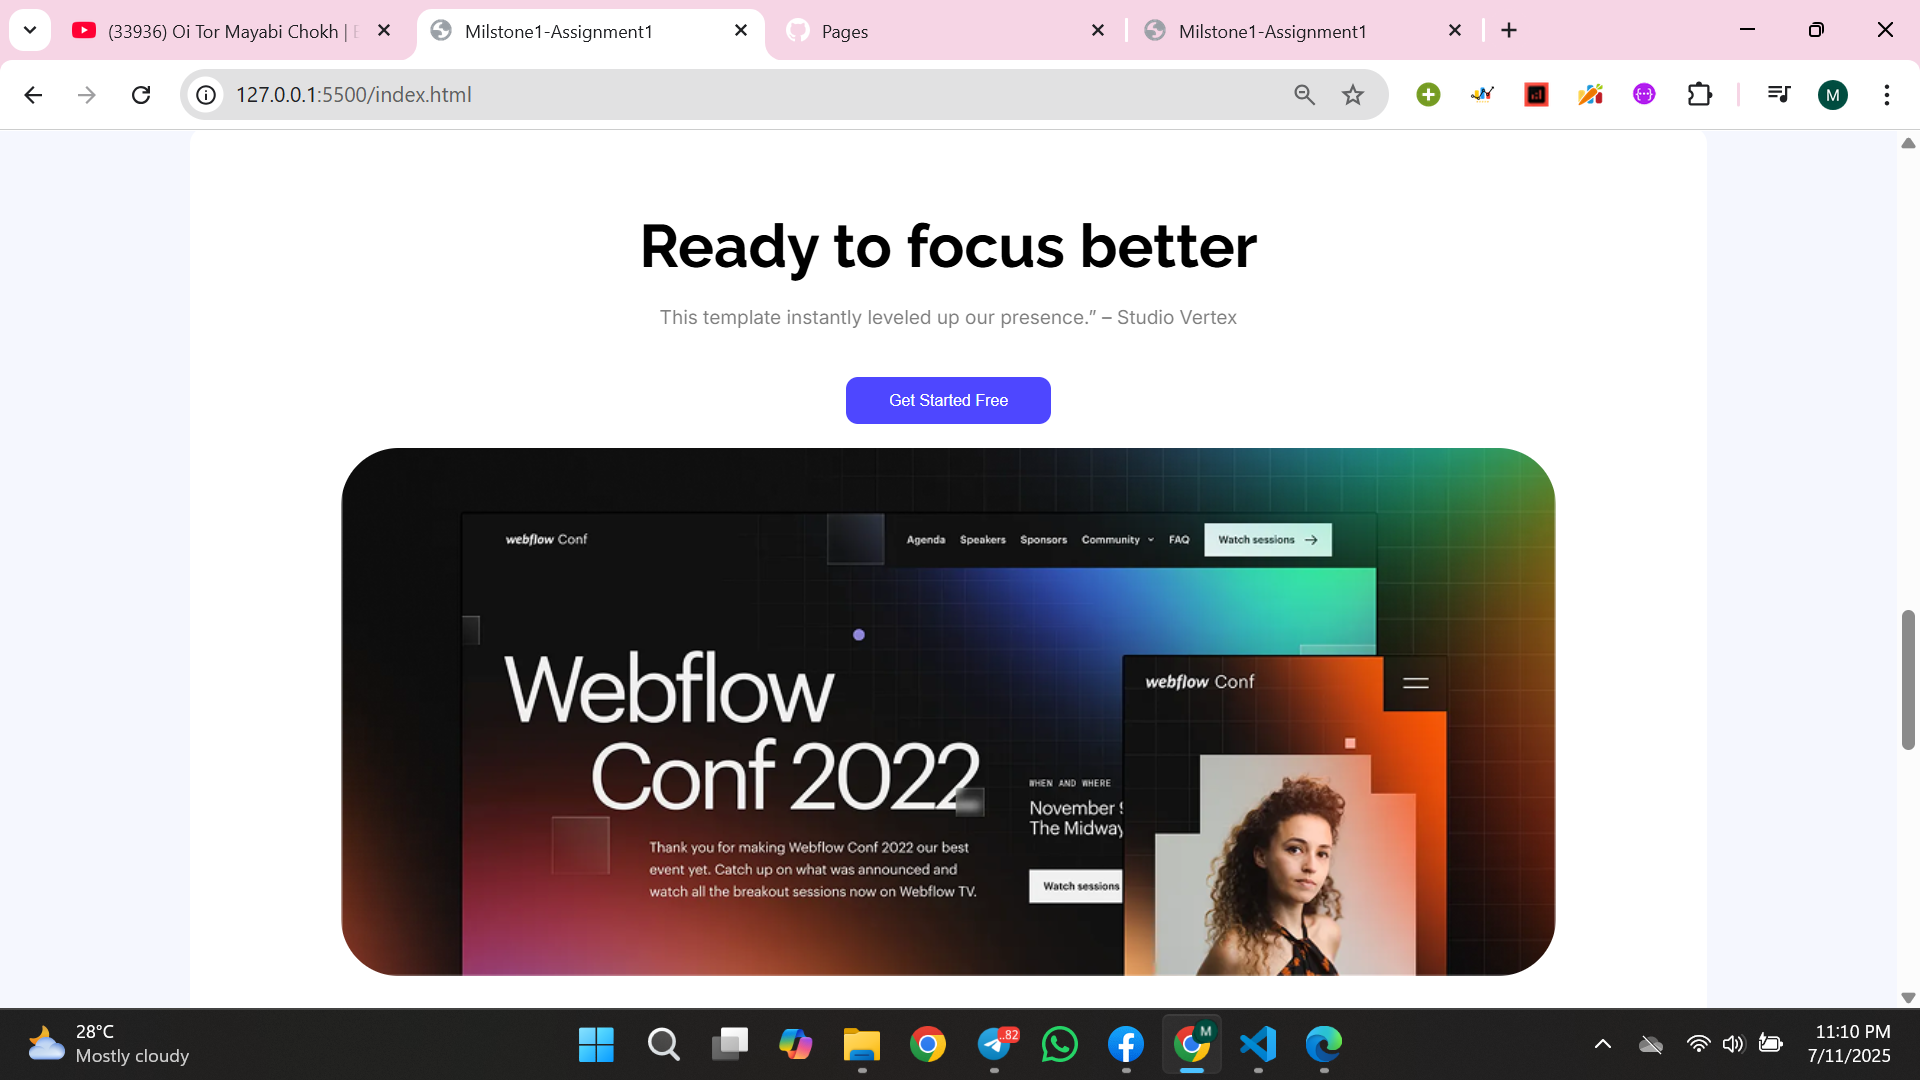 (33936) Oi Tor Mayabi Chokh |
Milstone1-Assignment1
Pages
Milstone1-Assignment1
127.0.0.1:5500/index.html
M
Ready to focus better
This template instantly leveled up our presence.” – Studio Vertex
Get Started Free
webflow Conf
Agenda Speakers Sponsors Community FAQ Watch sessions
Webflow
Conf 2022
Thank you for making Webflow Conf 2022 our best
event yet. Catch up on what was announced and
watch all the breakout sessions now on Webflow TV.
WHEN AND WHERE
November
The Midway
Watch sessions
webflow Conf
28°C
Mostly cloudy
..82
M
11:10 PM
7/11/2025